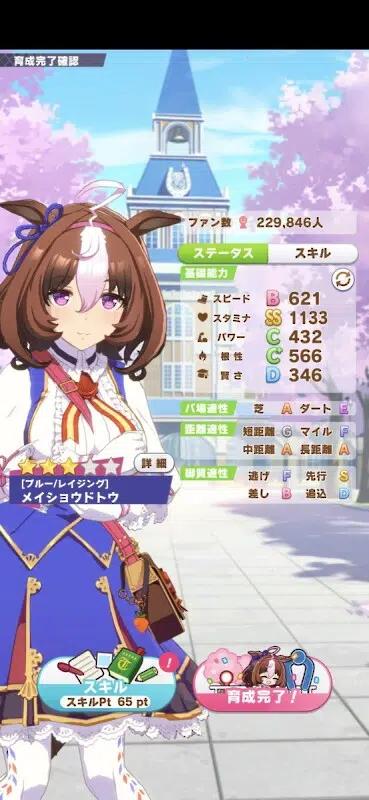 育成完了確認
ファン数 229,846人
ステータス スキル
基礎能力
スピード B 621
スタミナ SS 1133
パワー C 432
根性 C⁺ 566
賢さ D 346
バ場適性 芝 A ダート E
距離適性 短距離 G マイル F
中距離 A 長距離 A
脚質適性 逃げ F 先行 S
差し B 追込 D
詳細
[ブルー/レイジング]
メイショウドトウ
スキル
スキルPt 65 pt
育成完了!